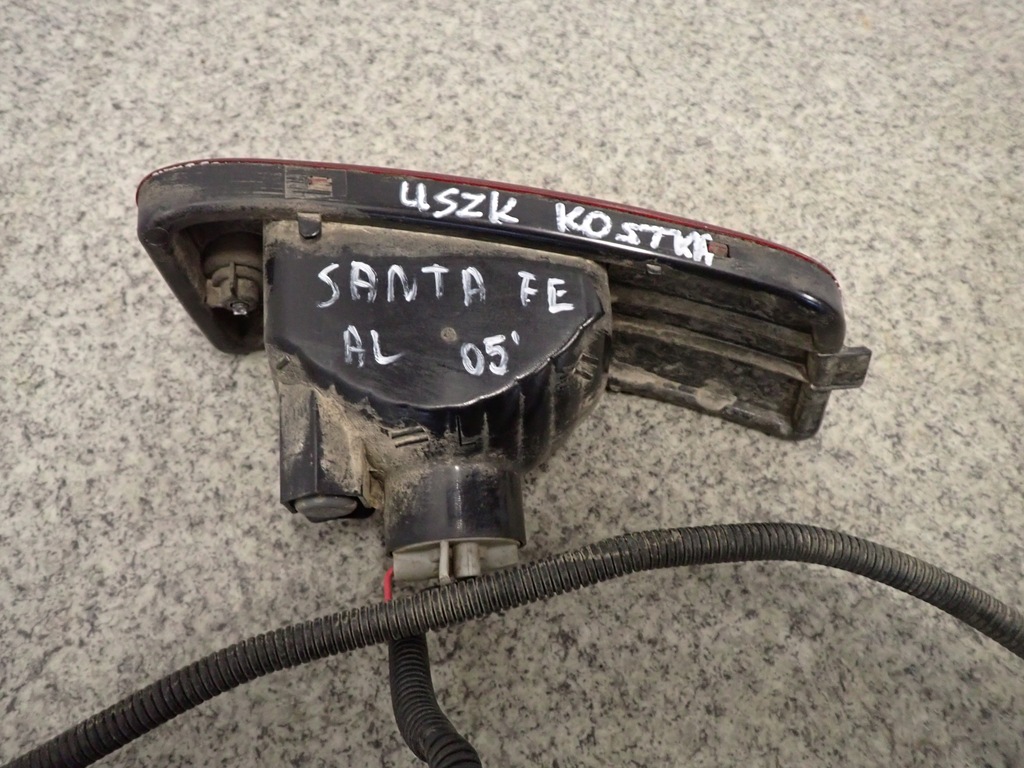 USZK KOSTKA
SANTA FE
AL 05'